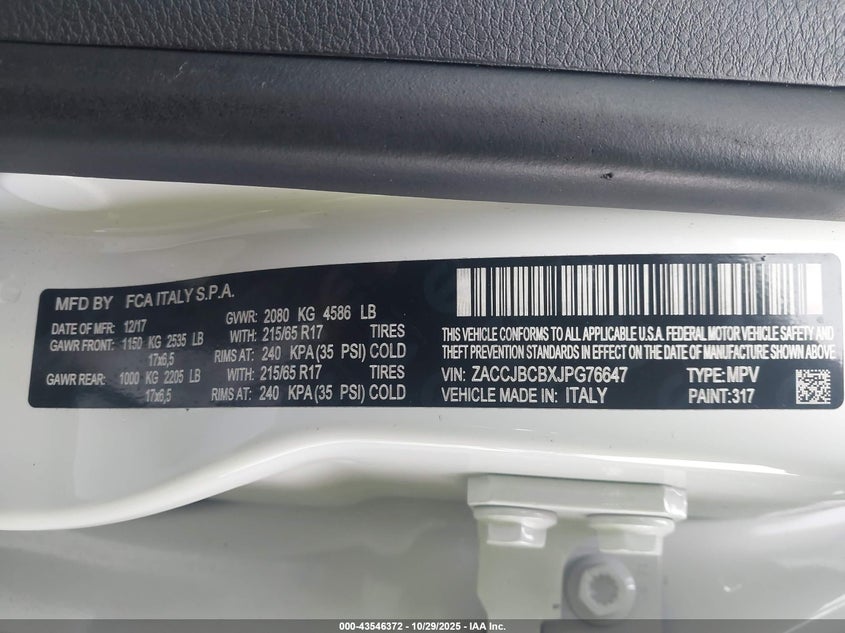 MFD BY FCA ITALY S.P.A.
DATE OF MFR: 12/17 GVWR: 2080 KG 4586 LB
GAWR FRONT: 1150 KG 2535 LB WITH: 215/65 R17 TIRES
17x6,5 RIMS AT: 240 KPA (35 PSI) COLD
GAWR REAR: 1000 KG 2205 LB WITH: 215/65 R17 TIRES
17x6,5 RIMS AT: 240 KPA (35 PSI) COLD
THIS VEHICLE CONFORMS TO ALL APPLICABLE U.S.A. FEDERAL MOTOR VEHICLE SAFETY AND
THEFT PREVENTION STANDARDS IN EFFECT ON THE DATE OF MANUFACTURE SHOWN ABOVE
VIN: ZACCJBCBXJPG76647 TYPE: MPV
VEHICLE MADE IN: ITALY PAINT:317
000-43546372 - 10/29/2025 - IAA Inc.